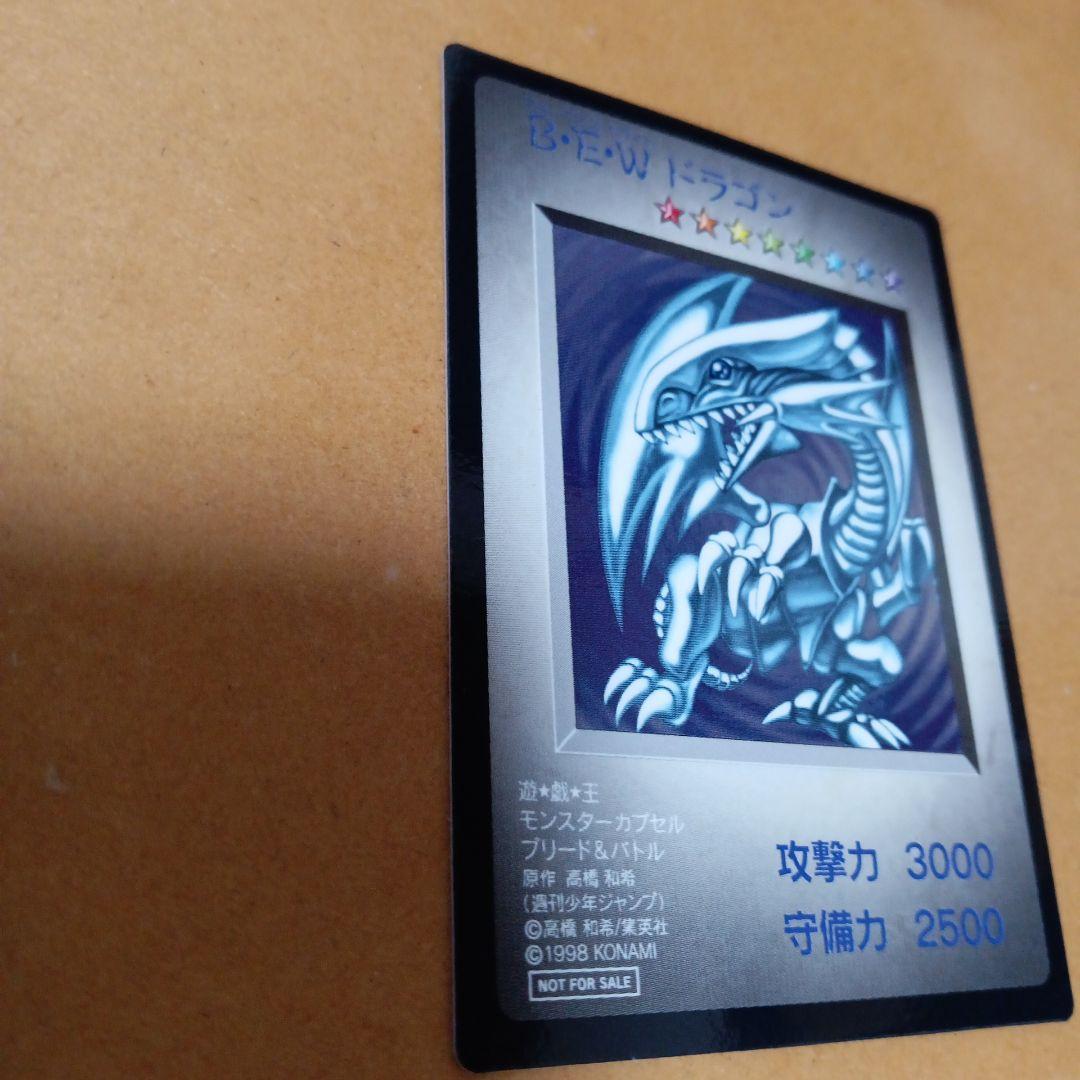 B・E・W ドラゴン
遊★戯★王
モンスターカプセル
ブリード&バトル
原作 高橋 和希
(週刊少年ジャンプ)
©高橋 和希/集英社
©1998 KONAMI
NOT FOR SALE
攻撃力 3000
守備力 2500